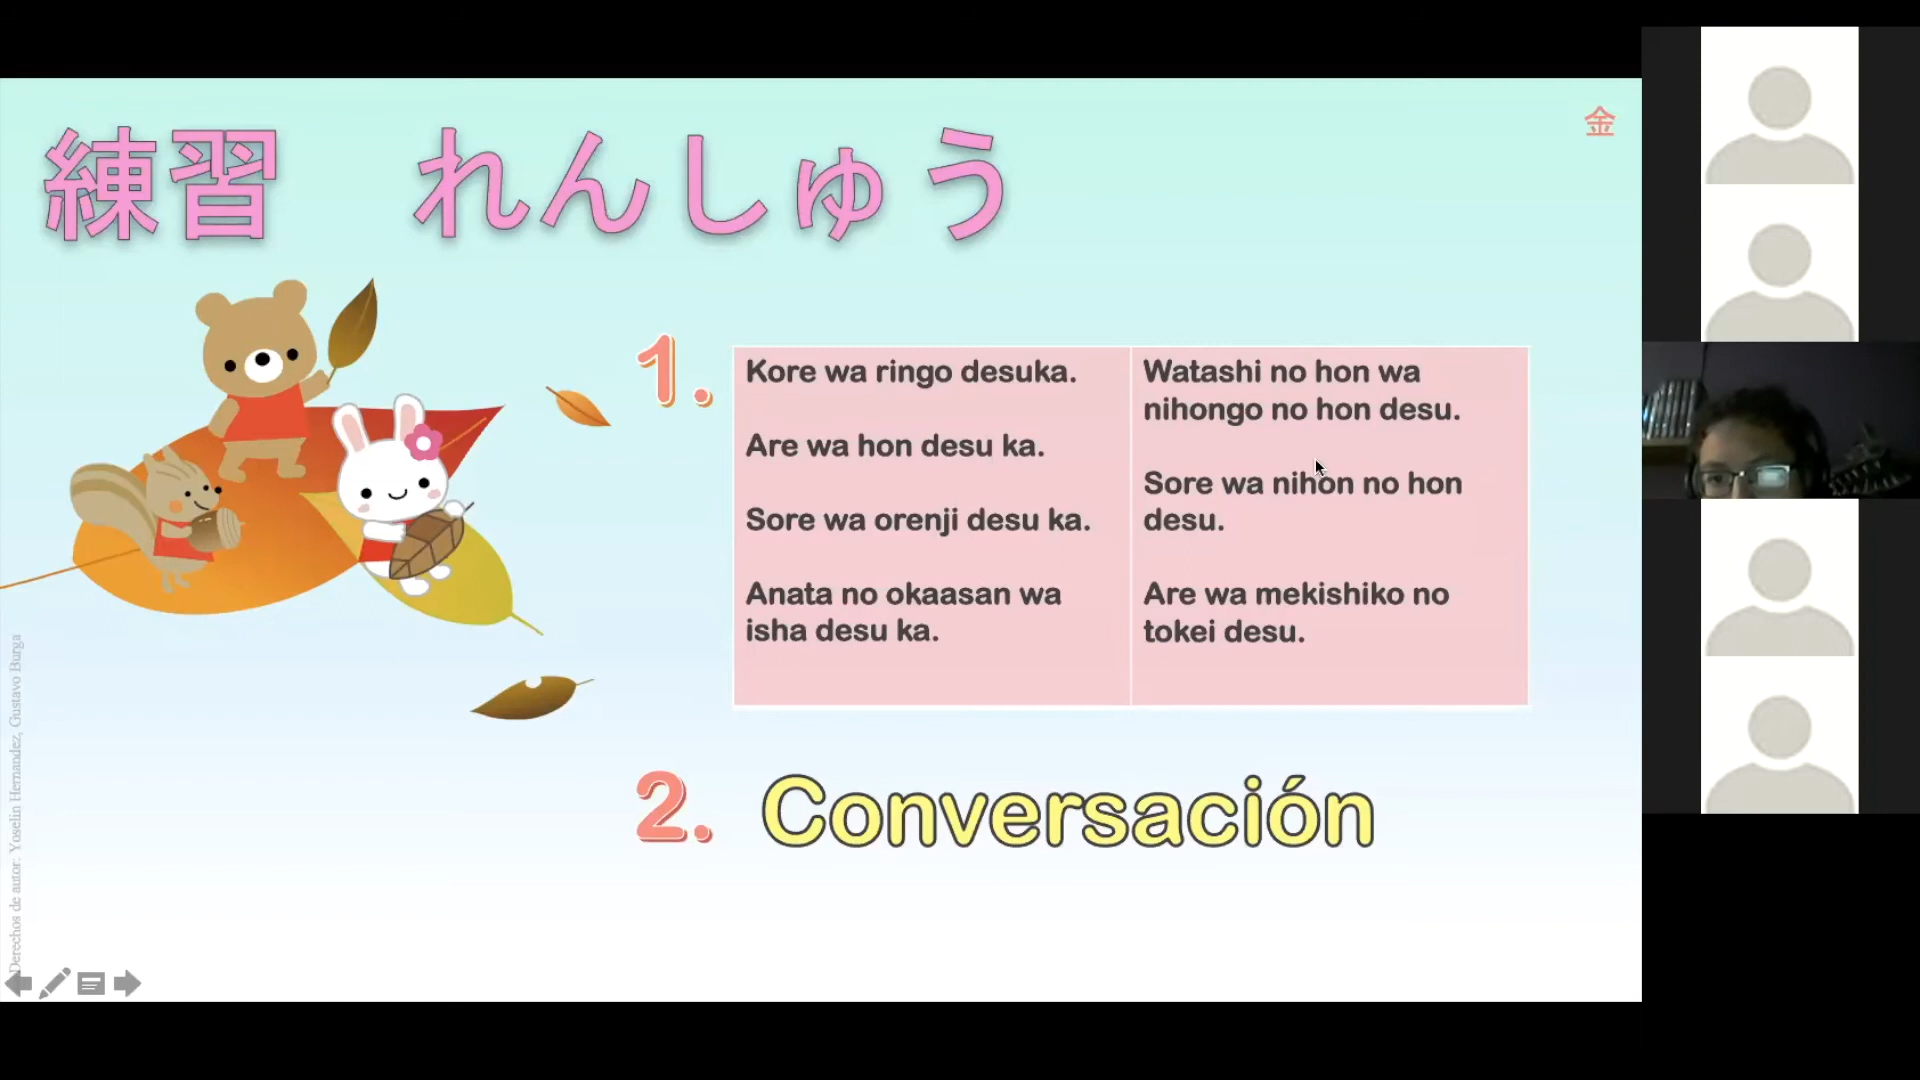 練習 れんしゅう
金
1.
Kore wa ringo desuka.
Are wa hon desu ka.
Sore wa orenji desu ka.
Anata no okaasan wa
isha desu ka.
Watashi no hon wa
nihongo no hon desu.
Sore wa nihon no hon
desu.
Are wa mekishiko no
tokei desu.
2. Conversación
Derechos de autor: Yoselin Hernandez, Gustavo Burga